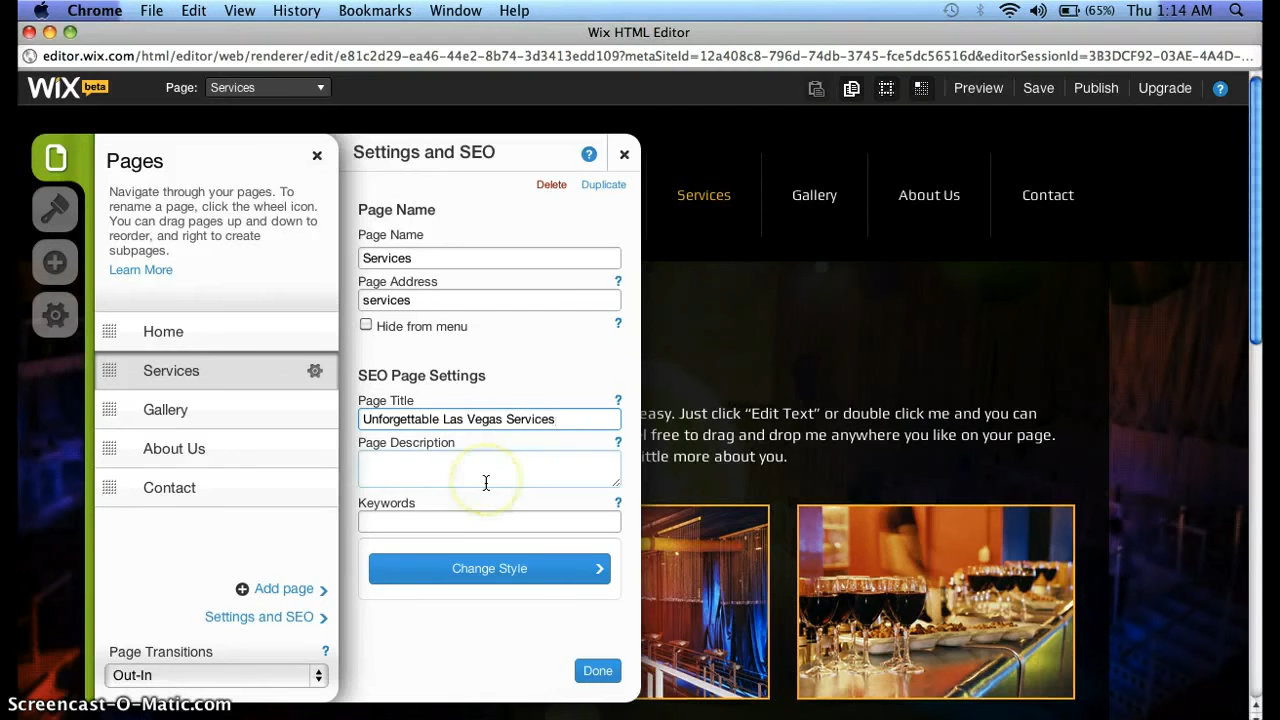 Chrome File Edit View History Bookmarks Window Help (65%) Thu 1:14 AM
Wix HTML Editor
editor.wix.com/html/editor/web/renderer/edit/e81c2d29-ea46-44e2-8b74-3d3413edd109?metaSiteId=12a408c8-796d-74db-3745-fce5dc56516d&editorSessionId=3B3DCF92-03AE-4A4D-...
WiX beta Page: Services Preview Save Publish Upgrade ?
Pages
Navigate through your pages. To
rename a page, click the wheel icon.
You can drag pages up and down to
reorder, and right to create
subpages.
Learn More
Home
Services
Gallery
About Us
Contact
Add page
Settings and SEO
Page Transitions ?
Out-In
Settings and SEO ?
Delete Duplicate
Page Name
Page Name
Services
Page Address ?
services
Hide from menu ?
SEO Page Settings
Page Title ?
Unforgettable Las Vegas Services
Page Description ?
Keywords ?
Change Style
Done
Services Gallery About Us Contact
easy. Just click “Edit Text” or double click me and you can
l free to drag and drop me anywhere you like on your page.
ittle more about you.
Screencast-O-Matic.com